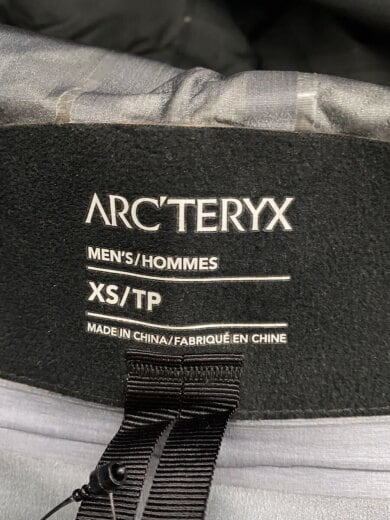 ARC'TERYX
MEN'S/HOMMES
XS/TP
MADE IN CHINA/FABRIQUÉ EN CHINE